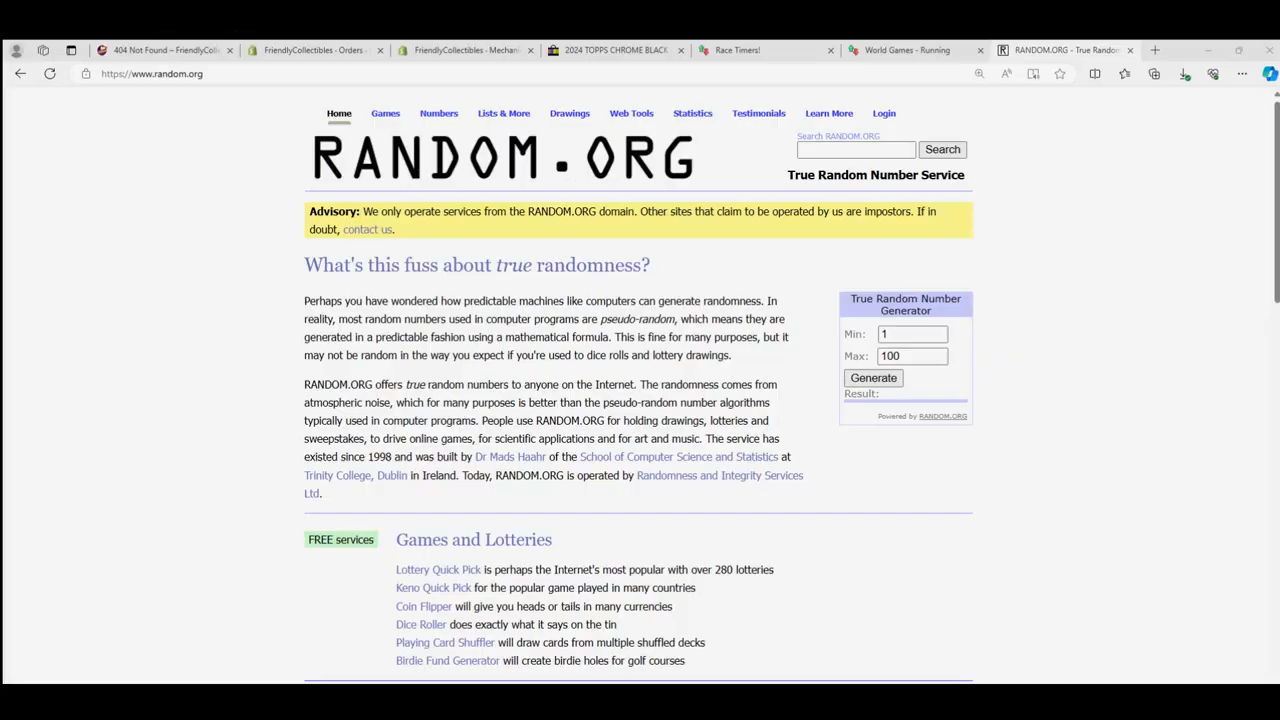 404 Not Found – FriendlyColl
FriendlyCollectibles - Orders -
FriendlyCollectibles - Mechani
2024 TOPPS CHROME BLACK
Race Timers!
World Games - Running
RANDOM.ORG - True Random
https://www.random.org
Home
Games
Numbers
Lists & More
Drawings
Web Tools
Statistics
Testimonials
Learn More
Login
RANDOM.ORG
Search RANDOM.ORG
Search
True Random Number Service
Advisory: We only operate services from the RANDOM.ORG domain. Other sites that claim to be operated by us are impostors. If in
doubt, contact us.
What's this fuss about true randomness?
Perhaps you have wondered how predictable machines like computers can generate randomness. In
reality, most random numbers used in computer programs are pseudo-random, which means they are
generated in a predictable fashion using a mathematical formula. This is fine for many purposes, but it
may not be random in the way you expect if you're used to dice rolls and lottery drawings.
RANDOM.ORG offers true random numbers to anyone on the Internet. The randomness comes from
atmospheric noise, which for many purposes is better than the pseudo-random number algorithms
typically used in computer programs. People use RANDOM.ORG for holding drawings, lotteries and
sweepstakes, to drive online games, for scientific applications and for art and music. The service has
existed since 1998 and was built by Dr Mads Haahr of the School of Computer Science and Statistics at
Trinity College, Dublin in Ireland. Today, RANDOM.ORG is operated by Randomness and Integrity Services
Ltd.
True Random Number
Generator
Min: 1
Max: 100
Generate
Result:
Powered by RANDOM.ORG
FREE services
Games and Lotteries
Lottery Quick Pick is perhaps the Internet's most popular with over 280 lotteries
Keno Quick Pick for the popular game played in many countries
Coin Flipper will give you heads or tails in many currencies
Dice Roller does exactly what it says on the tin
Playing Card Shuffler will draw cards from multiple shuffled decks
Birdie Fund Generator will create birdie holes for golf courses